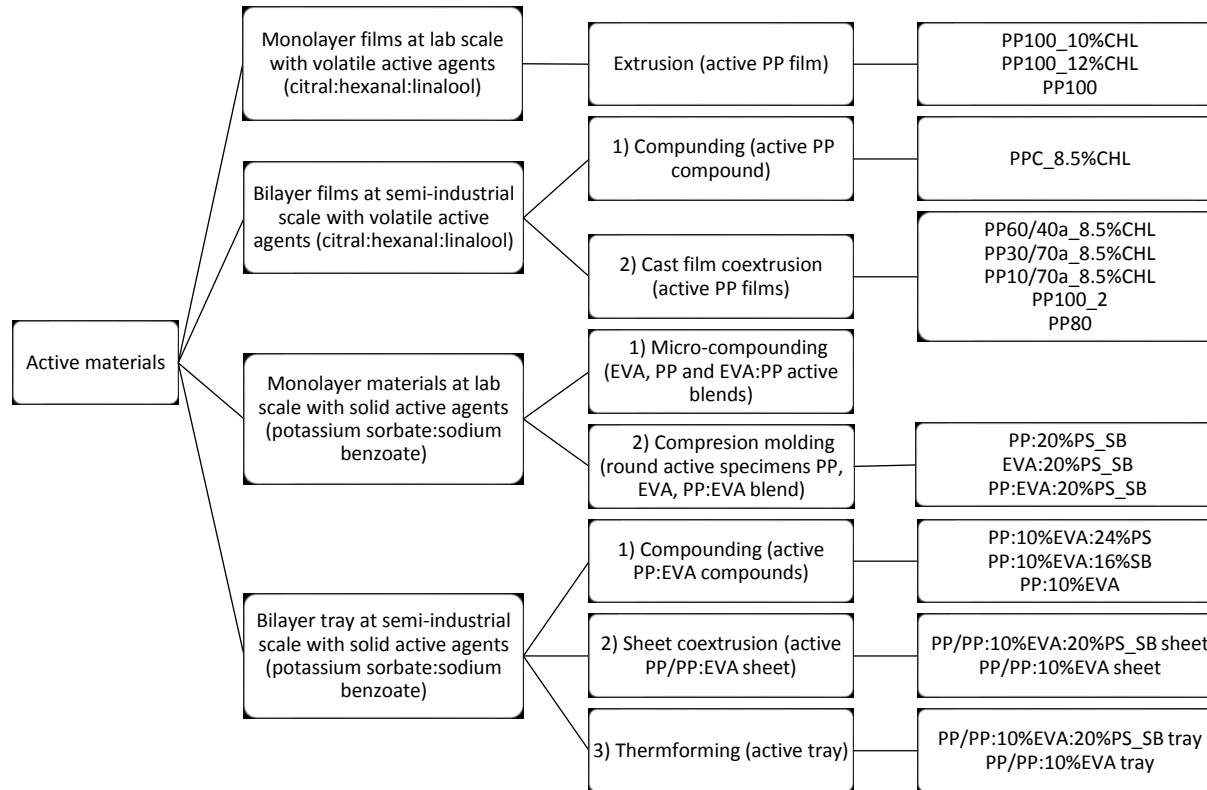 Active materials
Monolayer films at lab scale
with volatile active agents
(citral:hexanal:linalool)
Extrusion (active PP film)
PP100_10%CHL
PP100_12%CHL
PP100
Bilayer films at semi-industrial
scale with volatile active
agents (citral:hexanal:linalool)
1) Compunding (active PP
compound)
PPC_8.5%CHL
2) Cast film coextrusion
(active PP films)
PP60/40a_8.5%CHL
PP30/70a_8.5%CHL
PP10/70a_8.5%CHL
PP100_2
PP80
Monolayer materials at lab
scale with solid active agents
(potassium sorbate:sodium
benzoate)
1) Micro-compounding
(EVA, PP and EVA:PP active
blends)
2) Compresion molding
(round active specimens PP,
EVA, PP:EVA blend)
PP:20%PS_SB
EVA:20%PS_SB
PP:EVA:20%PS_SB
Bilayer tray at semi-industrial
scale with solid active agents
(potassium sorbate:sodium
benzoate)
1) Compounding (active
PP:EVA compounds)
PP:10%EVA:24%PS
PP:10%EVA:16%SB
PP:10%EVA
2) Sheet coextrusion (active
PP/PP:EVA sheet)
PP/PP:10%EVA:20%PS_SB sheet
PP/PP:10%EVA sheet
3) Thermforming (active tray)
PP/PP:10%EVA:20%PS_SB tray
PP/PP:10%EVA tray